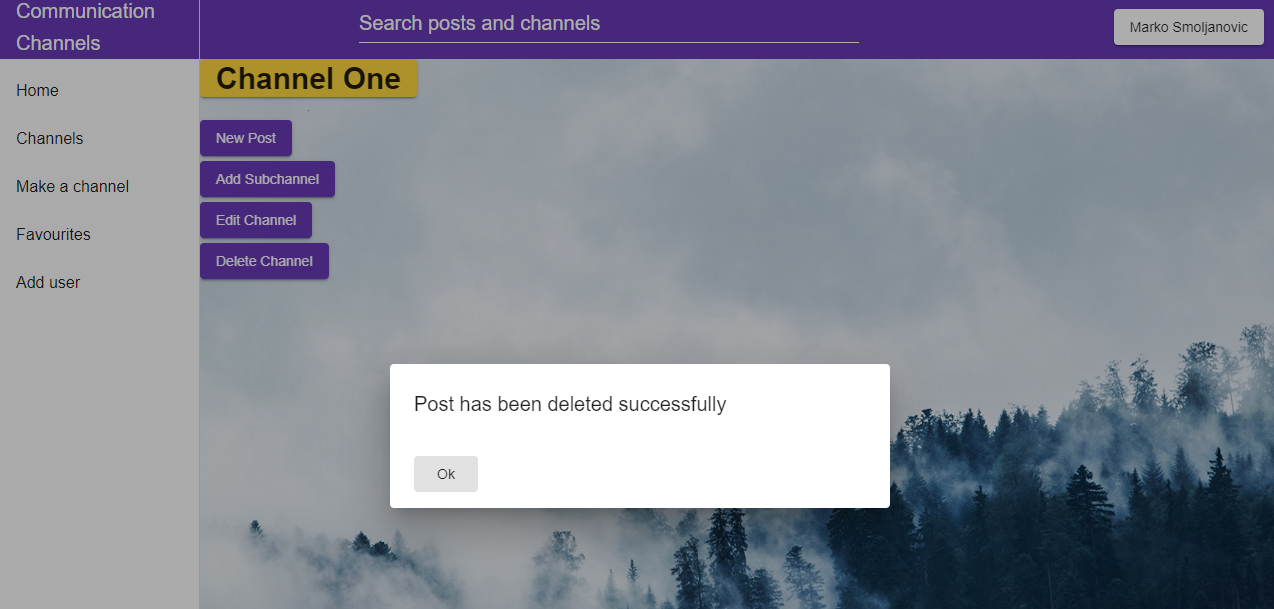 Communication
Channels
Search posts and channels
Marko Smoljanovic
Home
Channels
Make a channel
Favourites
Add user
Channel One
New Post
Add Subchannel
Edit Channel
Delete Channel
Post has been deleted successfully
Ok